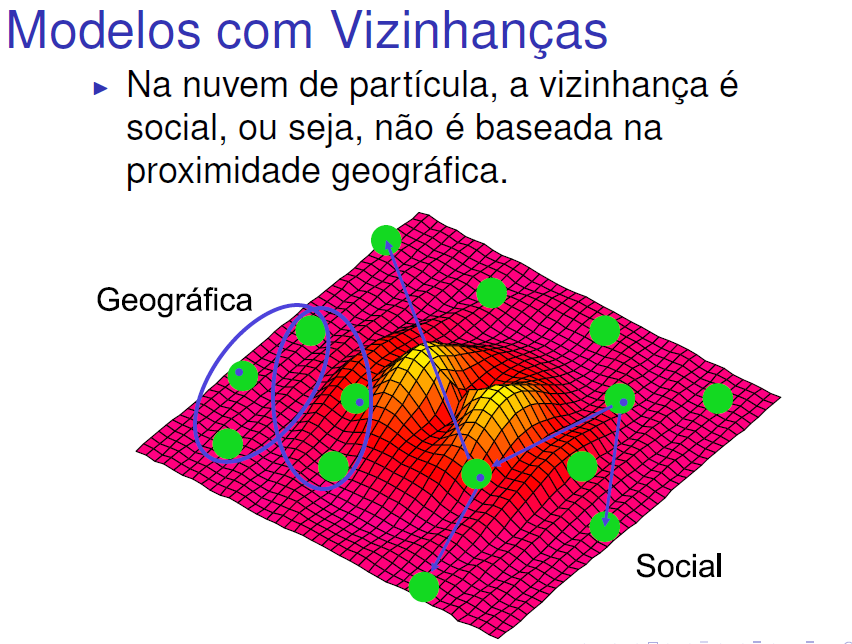 Modelos com Vizinhanças
Na nuvem de partícula, a vizinhança é
social, ou seja, não é baseada na
proximidade geográfica.
Geográfica
Social